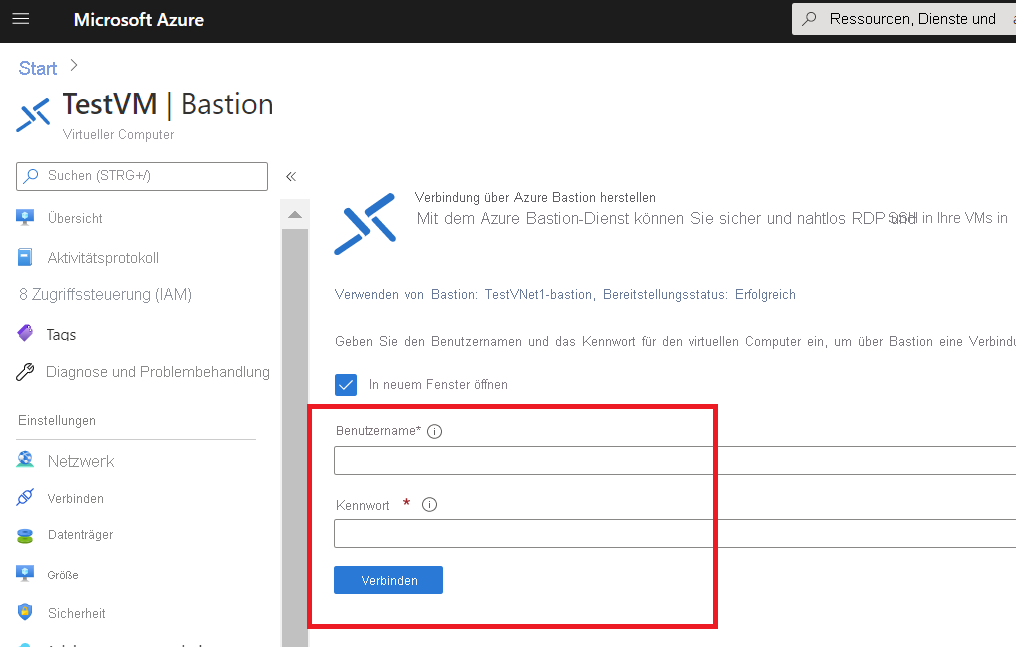 Microsoft Azure
Ressourcen, Dienste und
Start >
TestVM | Bastion
Virtueller Computer
Suchen (STRG+/)
«
Übersicht
Aktivitätsprotokoll
8 Zugriffssteuerung (IAM)
Tags
Diagnose und Problembehandlung
Einstellungen
Netzwerk
Verbinden
Datenträger
Größe
Sicherheit
Verbindung über Azure Bastion herstellen
Mit dem Azure Bastion-Dienst können Sie sicher und nahtlos RDP und SSH in Ihre VMs in
Verwenden von Bastion: TestVNet1-bastion, Bereitstellungsstatus: Erfolgreich
Geben Sie den Benutzernamen und das Kennwort für den virtuellen Computer ein, um über Bastion eine Verbindu
In neuem Fenster öffnen
Benutzername*
Kennwort *
Verbinden